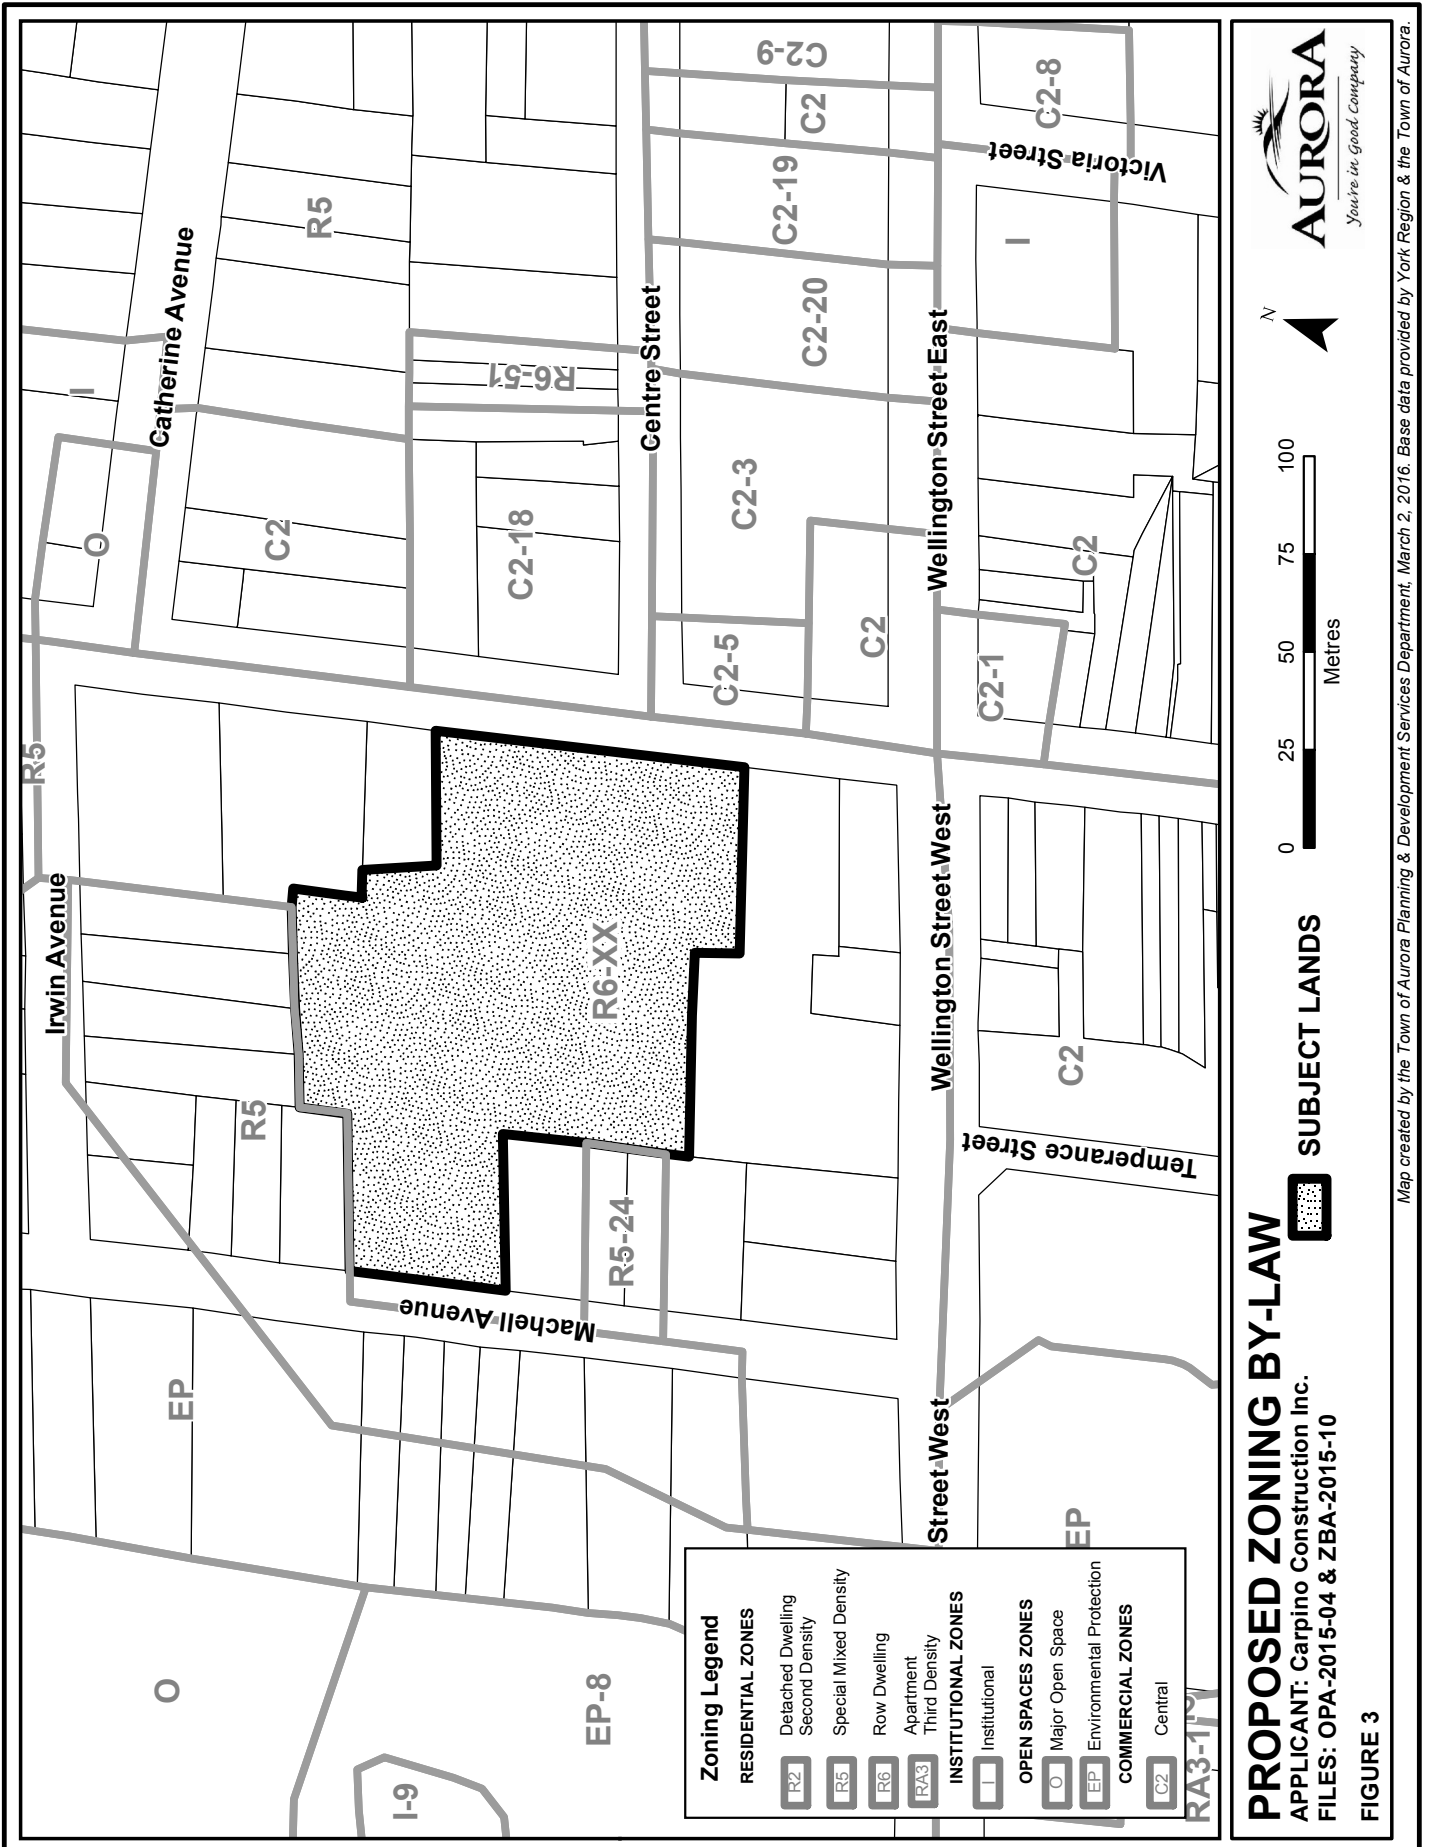 R5
Irwin Avenue
Catherine Avenue
I
O
C2
R5
R6-51
C2-18
Centre Street
C2-9
C2
C2-19
C2-20
C2-3
C2-5
C2
Wellington Street East
C2-8
Victoria Street
I
C2
C2-1
R5
R6-XX
R5-24
Machell Avenue
Wellington Street West
C2
Temperance Street
EP
O
EP-8
I-9
Street West
EP
RA3-1
Zoning Legend
RESIDENTIAL ZONES
R2 Detached Dwelling
Second Density
R5 Special Mixed Density
R6 Row Dwelling
RA3 Apartment
Third Density
INSTITUTIONAL ZONES
I Institutional
OPEN SPACES ZONES
O Major Open Space
EP Environmental Protection
COMMERCIAL ZONES
C2 Central
PROPOSED ZONING BY-LAW
APPLICANT: Carpino Construction Inc.
FILES: OPA-2015-04 & ZBA-2015-10
FIGURE 3
SUBJECT LANDS
0 25 50 75 100
Metres
N
AURORA
You're in Good Company
Map created by the Town of Aurora Planning & Development Services Department, March 2, 2016. Base data provided by York Region & the Town of Aurora.